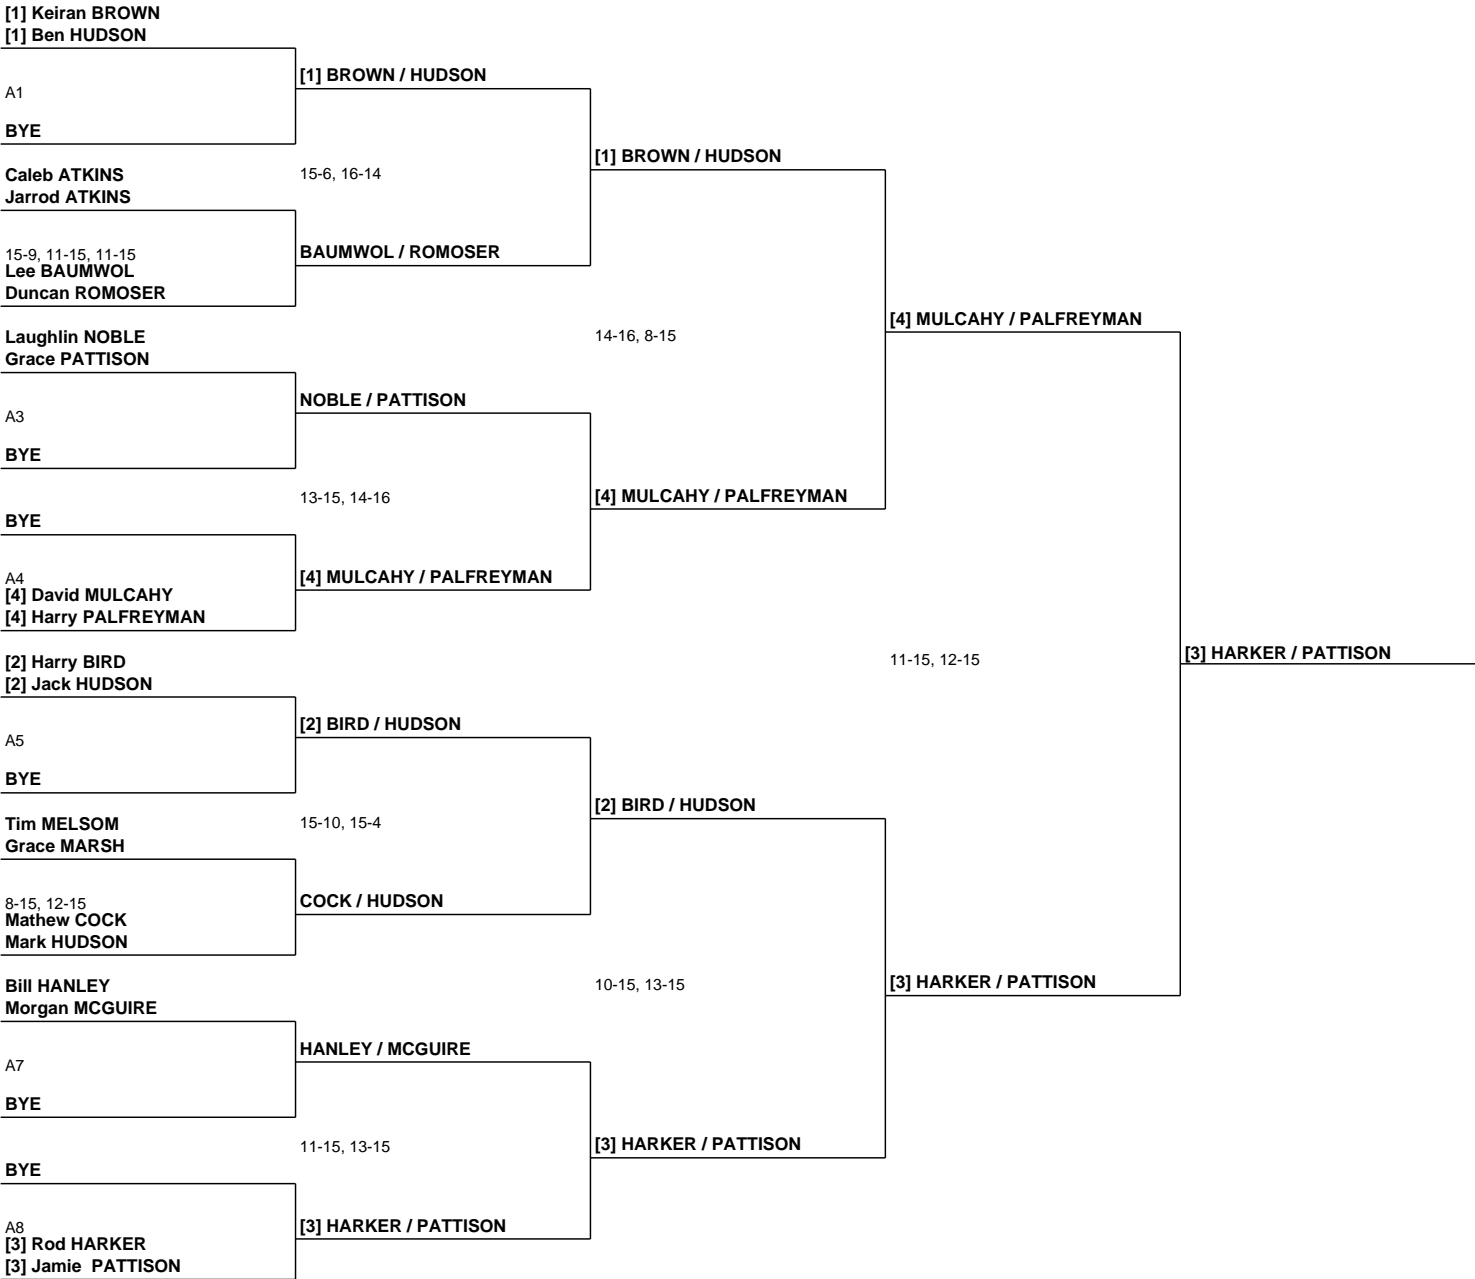 [1] Keiran BROWN
[1] Ben HUDSON
[1] BROWN / HUDSON
A1
BYE
[1] BROWN / HUDSON
Caleb ATKINS
Jarrod ATKINS
15-6, 16-14
15-9, 11-15, 11-15
BAUMWOL / ROMOSER
Lee BAUMWOL
Duncan ROMOSER
[4] MULCAHY / PALFREYMAN
Laughlin NOBLE
Grace PATTISON
14-16, 8-15
NOBLE / PATTISON
A3
BYE
13-15, 14-16
[4] MULCAHY / PALFREYMAN
BYE
A4
[4] MULCAHY / PALFREYMAN
[4] David MULCAHY
[4] Harry PALFREYMAN
[2] Harry BIRD
[2] Jack HUDSON
11-15, 12-15
[3] HARKER / PATTISON
[2] BIRD / HUDSON
A5
BYE
[2] BIRD / HUDSON
Tim MELSOM
Grace MARSH
15-10, 15-4
8-15, 12-15
COCK / HUDSON
Mathew COCK
Mark HUDSON
Bill HANLEY
Morgan MCGUIRE
10-15, 13-15
[3] HARKER / PATTISON
HANLEY / MCGUIRE
A7
BYE
11-15, 13-15
[3] HARKER / PATTISON
BYE
A8
[3] HARKER / PATTISON
[3] Rod HARKER
[3] Jamie  PATTISON